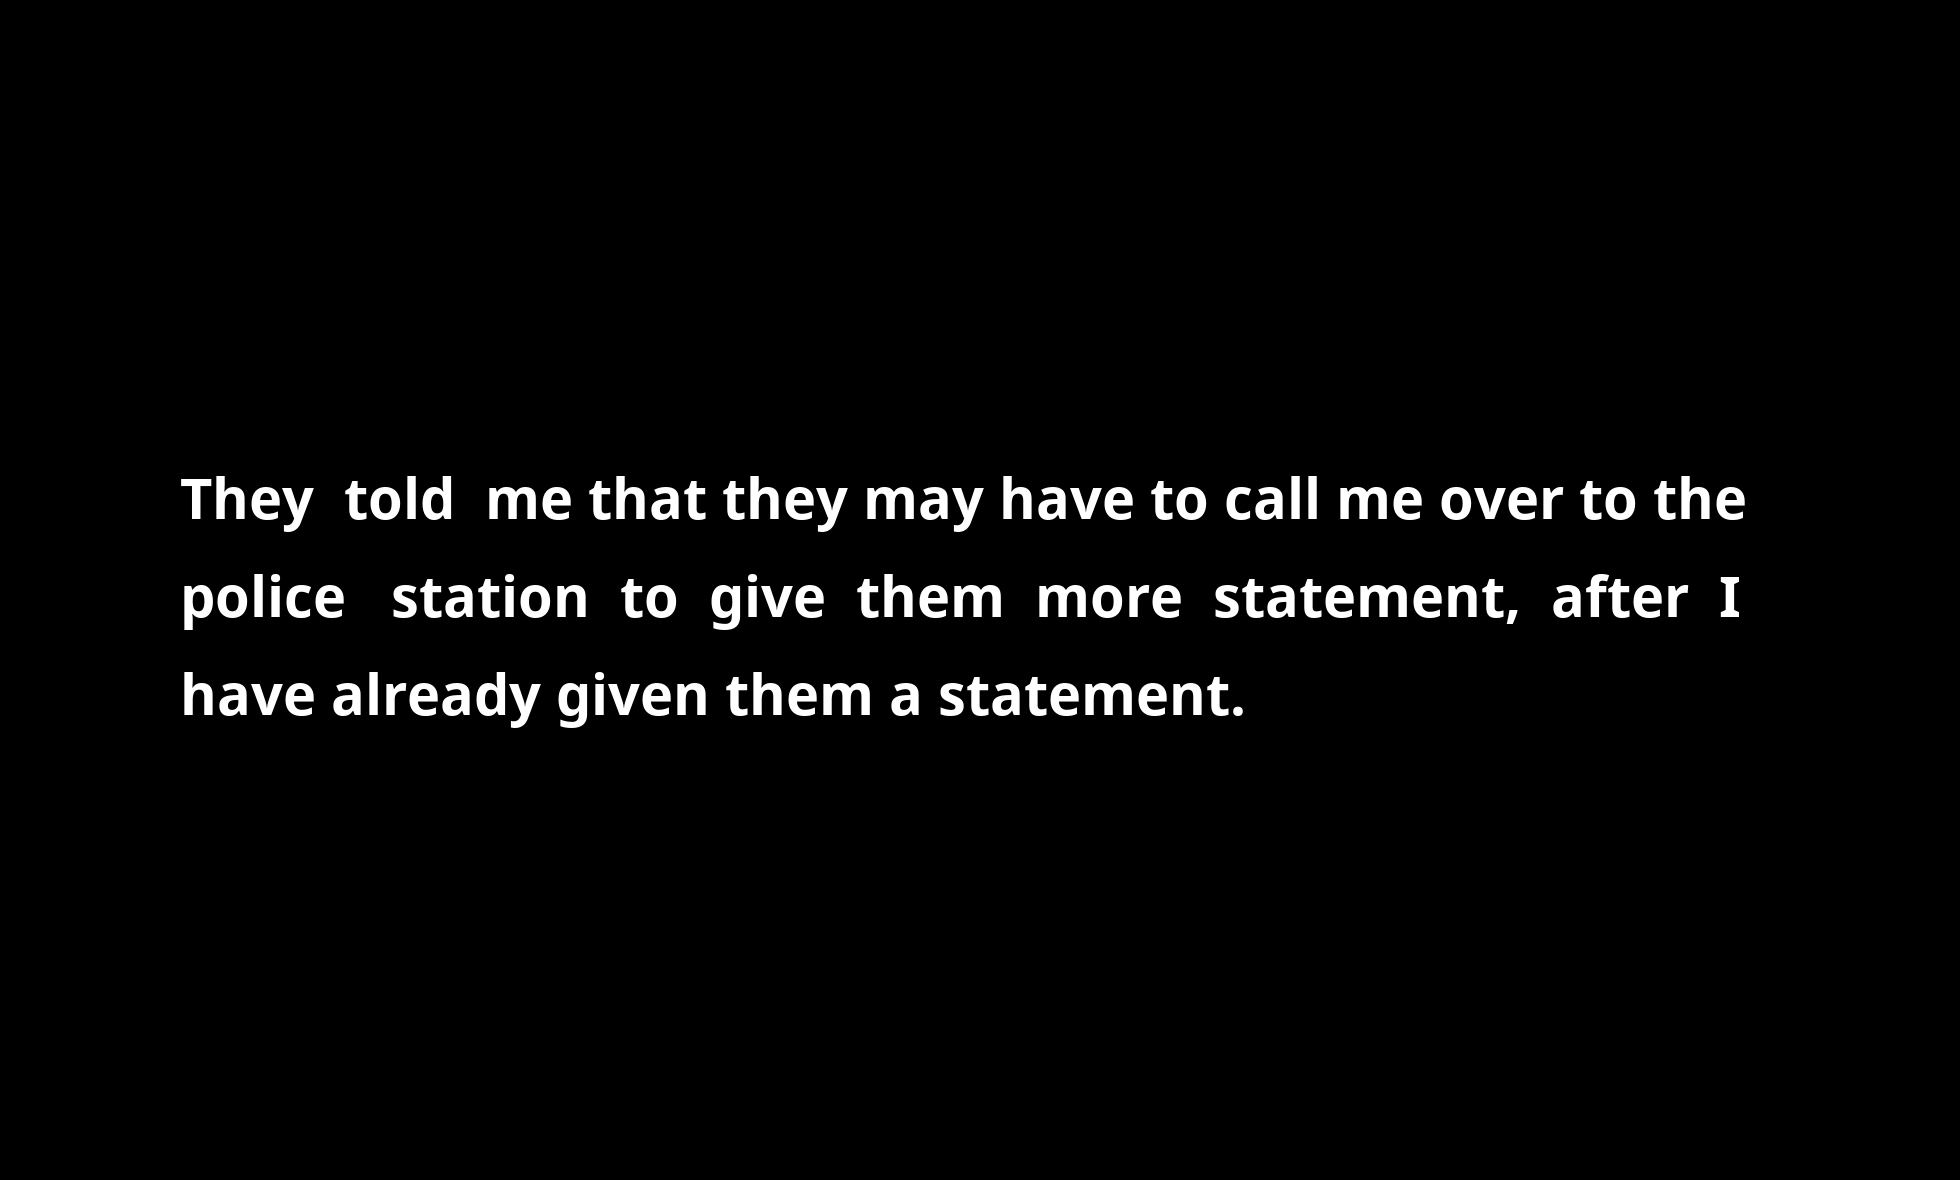 They told me that they may have to call me over to the
police station to give them more statement, after I
have already given them a statement.